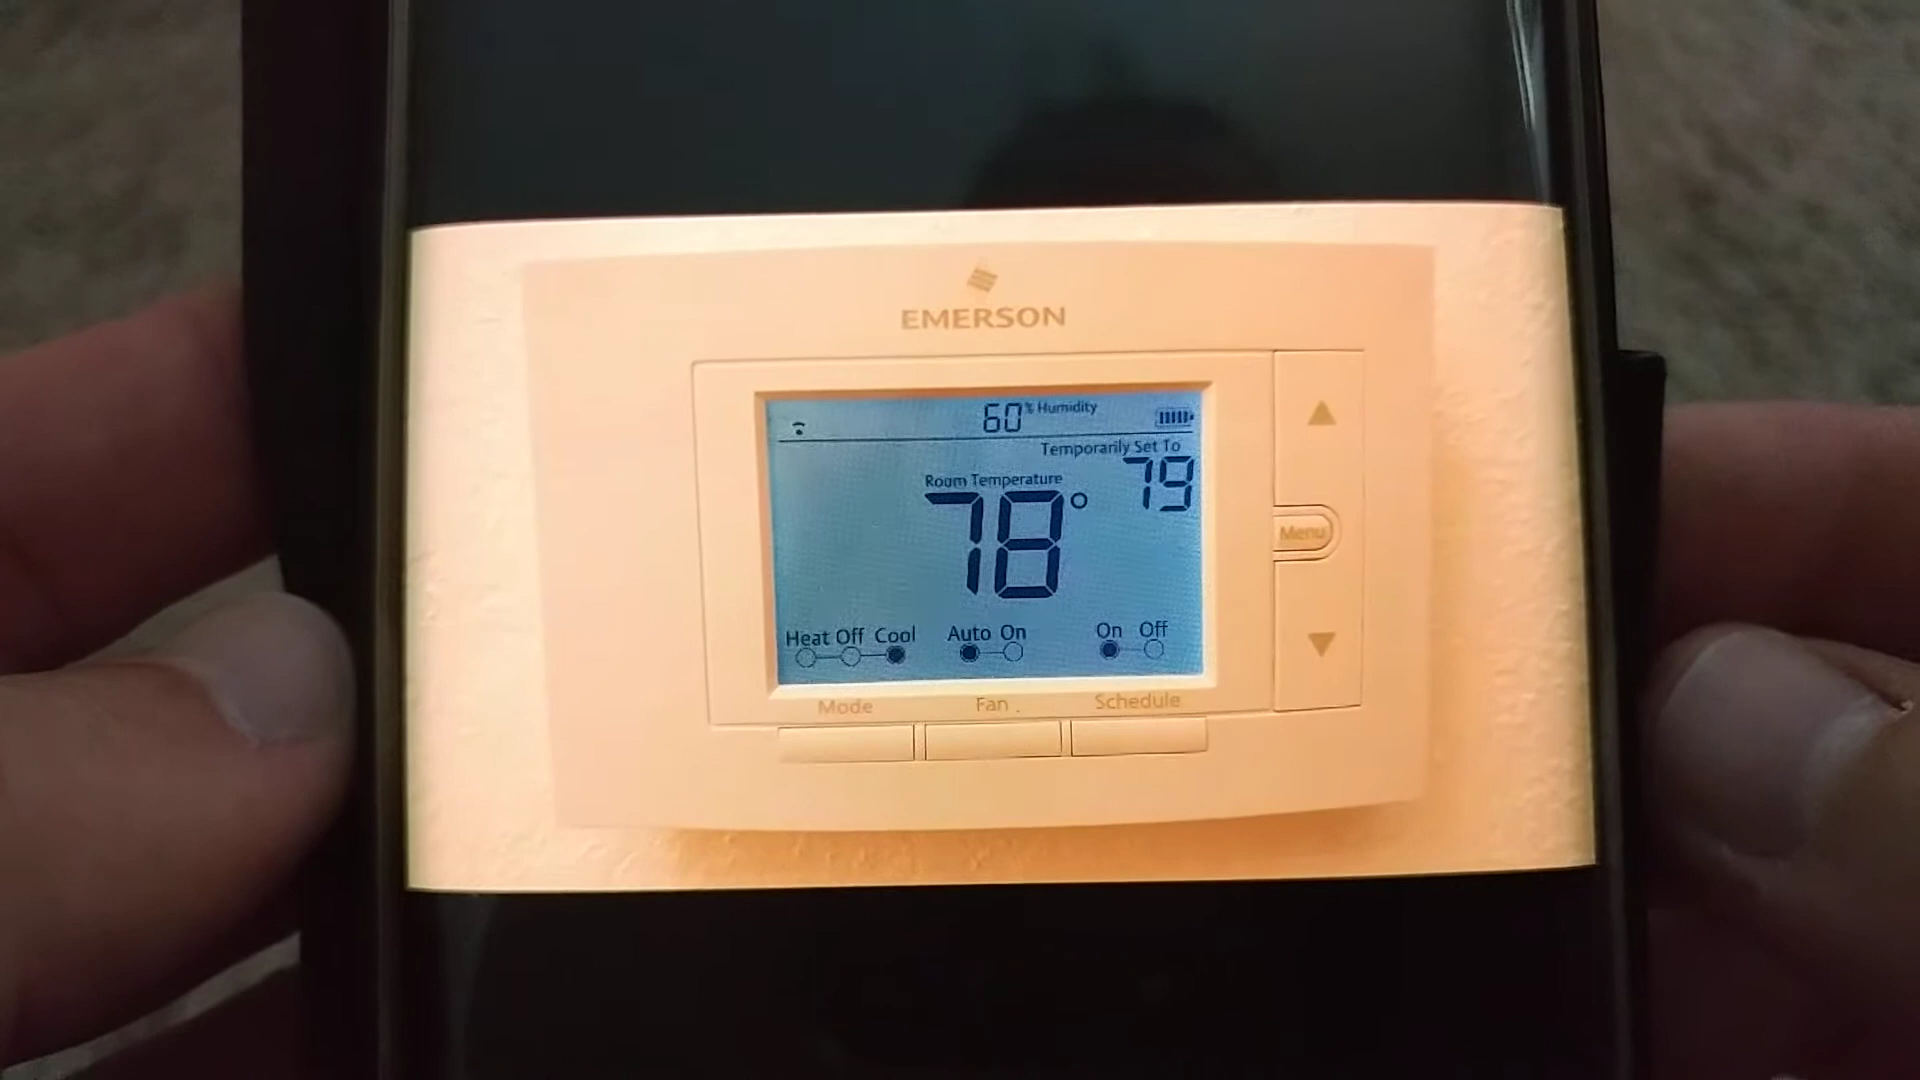 EMERSON
60% Humidity
Temporarily Set To
79
Room Temperature
78°
Heat Off Cool
Auto On
On Off
Mode
Fan
Schedule
Menu